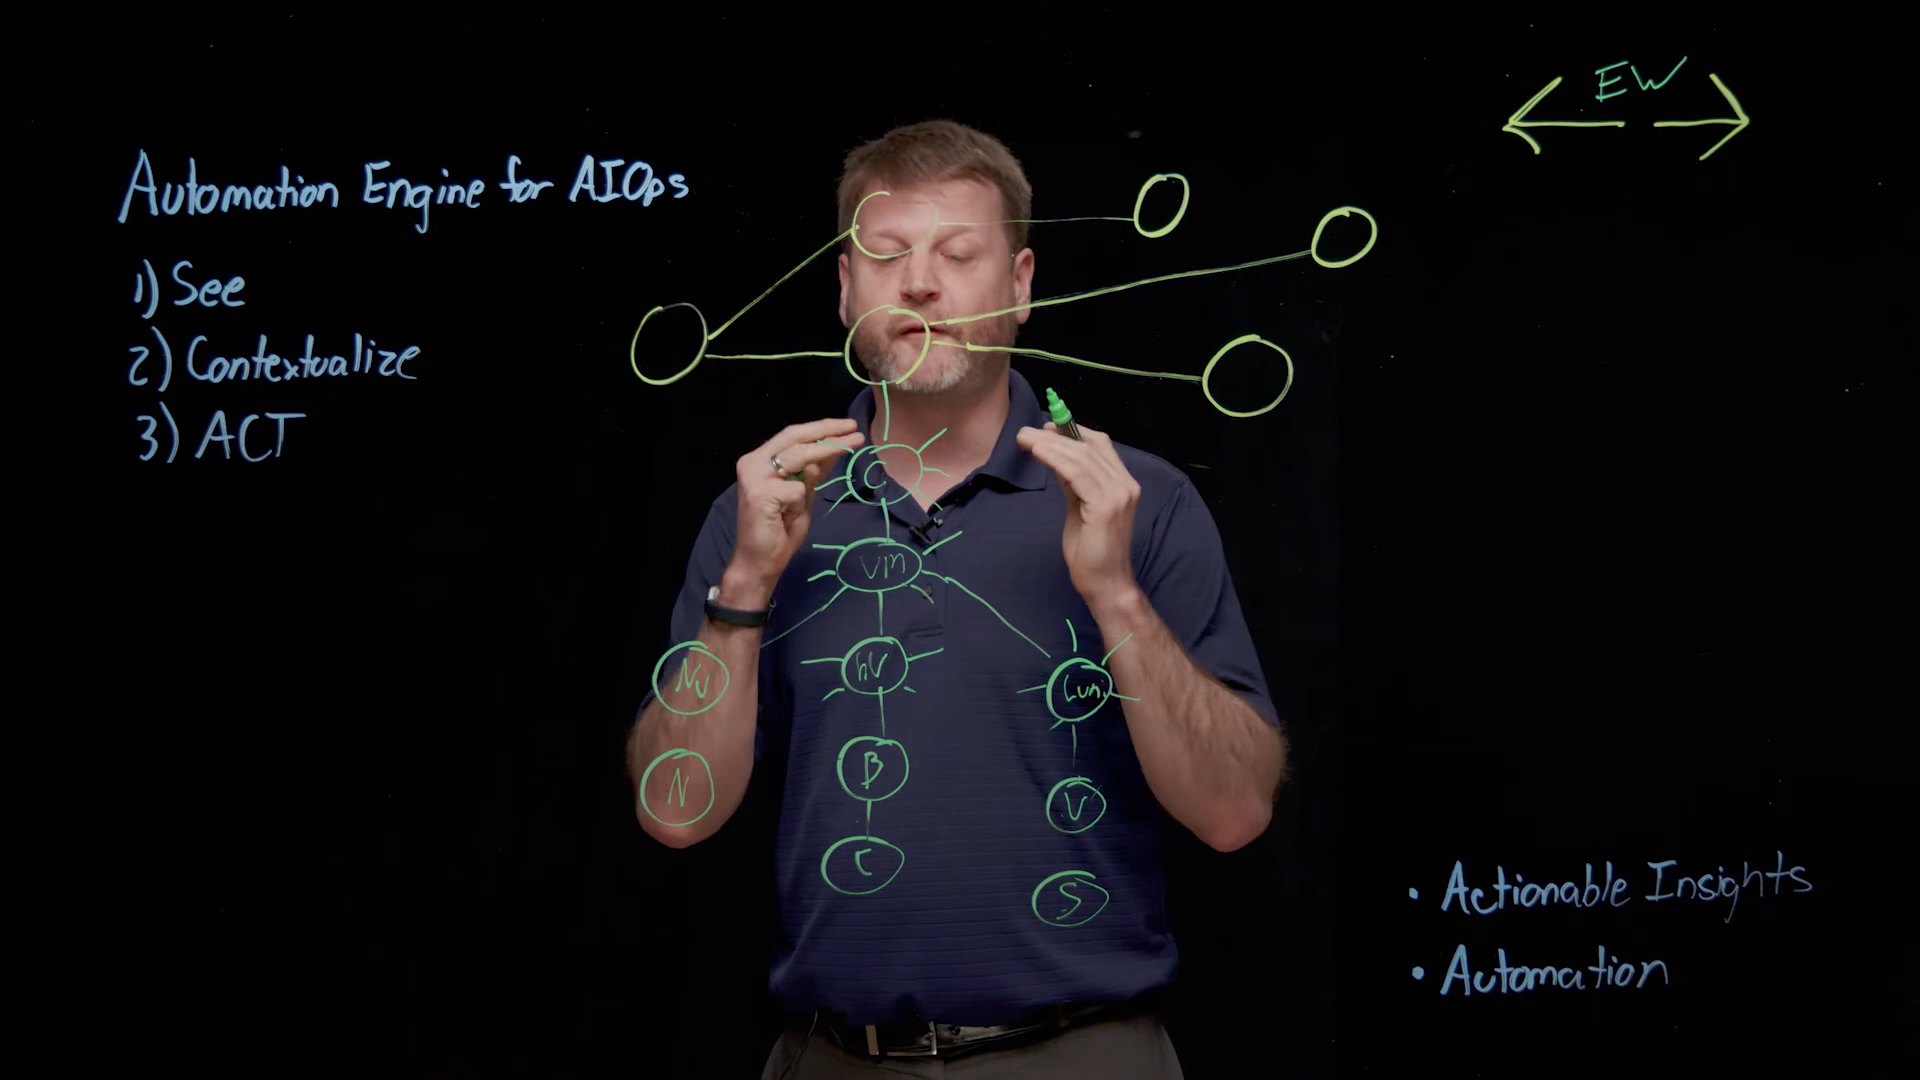 EW
Automation Engine for AIOps
1) See
2) Contextualize
3) ACT
C
VM
hV
Lun
N
B
V
C
S
• Actionable Insights
• Automation